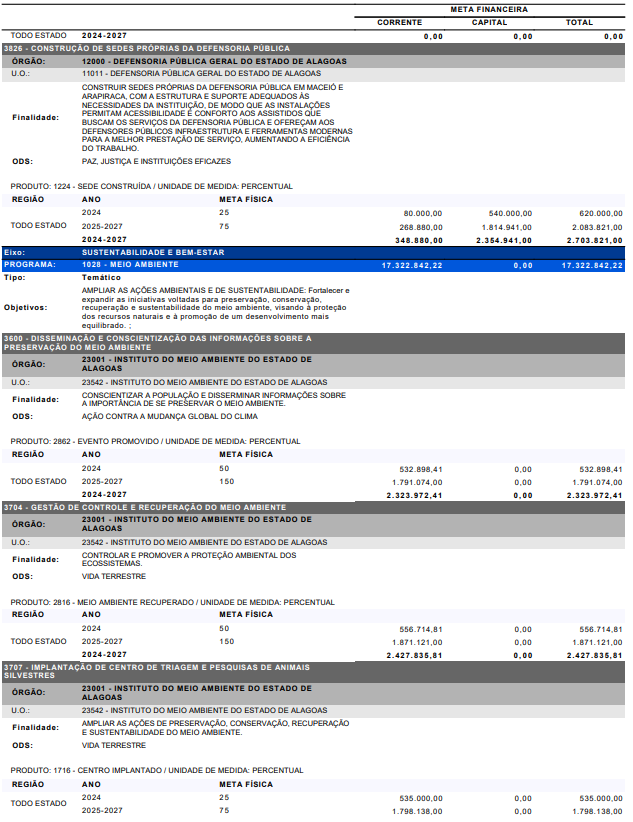 META FINANCEIRA
CORRENTE CAPITAL TOTAL
TODO ESTADO 2024-2027 0,00 0,00 0,00
3826 - CONSTRUÇÃO DE SEDES PRÓPRIAS DA DEFENSORIA PÚBLICA
ÓRGÃO: 12000 - DEFENSORIA PÚBLICA GERAL DO ESTADO DE ALAGOAS
U.O.: 11011 - DEFENSORIA PÚBLICA GERAL DO ESTADO DE ALAGOAS
Finalidade: CONSTRUIR SEDES PRÓPRIAS DA DEFENSORIA PÚBLICA EM MACEIÓ E
ARAPIRACA, COM A ESTRUTURA E SUPORTE ADEQUADOS ÀS
NECESSIDADES DA INSTITUIÇÃO, DE MODO QUE AS INSTALAÇÕES
PERMITAM ACESSIBILIDADE E CONFORTO AOS ASSISTIDOS QUE
BUSCAM OS SERVIÇOS DA DEFENSORIA PÚBLICA E OFEREÇAM AOS
DEFENSORES PÚBLICOS INFRAESTRUTURA E FERRAMENTAS MODERNAS
PARA A MELHOR PRESTAÇÃO DE SERVIÇO, AUMENTANDO A EFICIÊNCIA
DO TRABALHO.
ODS: PAZ, JUSTIÇA E INSTITUIÇÕES EFICAZES
PRODUTO: 1224 - SEDE CONSTRUÍDA / UNIDADE DE MEDIDA: PERCENTUAL
REGIÃO ANO META FÍSICA
2024 25 80.000,00 540.000,00 620.000,00
TODO ESTADO 2025-2027 75 268.880,00 1.814.941,00 2.083.821,00
2024-2027 348.880,00 2.354.941,00 2.703.821,00
Eixo: SUSTENTABILIDADE E BEM-ESTAR
PROGRAMA: 1028 - MEIO AMBIENTE 17.322.842,22 0,00 17.322.842,22
Tipo: Temático
Objetivos: AMPLIAR AS AÇÕES AMBIENTAIS E DE SUSTENTABILIDADE: Fortalecer e
expandir as iniciativas voltadas para preservação, conservação,
recuperação e sustentabilidade do meio ambiente, visando à proteção
dos recursos naturais e à promoção de um desenvolvimento mais
equilibrado. ;
3600 - DISSEMINAÇÃO E CONSCIENTIZAÇÃO DAS INFORMAÇÕES SOBRE A
PRESERVAÇÃO DO MEIO AMBIENTE
ÓRGÃO: 23001 - INSTITUTO DO MEIO AMBIENTE DO ESTADO DE
ALAGOAS
U.O.: 23542 - INSTITUTO DO MEIO AMBIENTE DO ESTADO DE ALAGOAS
Finalidade: CONSCIENTIZAR A POPULAÇÃO E DISSERMINAR INFORMAÇÕES SOBRE
A IMPORTÂNCIA DE SE PRESERVAR O MEIO AMBIENTE.
ODS: AÇÃO CONTRA A MUDANÇA GLOBAL DO CLIMA
PRODUTO: 2862 - EVENTO PROMOVIDO / UNIDADE DE MEDIDA: PERCENTUAL
REGIÃO ANO META FÍSICA
2024 50 532.898,41 0,00 532.898,41
TODO ESTADO 2025-2027 150 1.791.074,00 0,00 1.791.074,00
2024-2027 2.323.972,41 0,00 2.323.972,41
3704 - GESTÃO DE CONTROLE E RECUPERAÇÃO DO MEIO AMBIENTE
ÓRGÃO: 23001 - INSTITUTO DO MEIO AMBIENTE DO ESTADO DE
ALAGOAS
U.O.: 23542 - INSTITUTO DO MEIO AMBIENTE DO ESTADO DE ALAGOAS
Finalidade: CONTROLAR E PROMOVER A PROTEÇÃO AMBIENTAL DOS
ECOSSISTEMAS.
ODS: VIDA TERRESTRE
PRODUTO: 2816 - MEIO AMBIENTE RECUPERADO / UNIDADE DE MEDIDA: PERCENTUAL
REGIÃO ANO META FÍSICA
2024 50 556.714,81 0,00 556.714,81
TODO ESTADO 2025-2027 150 1.871.121,00 0,00 1.871.121,00
2024-2027 2.427.835,81 0,00 2.427.835,81
3707 - IMPLANTAÇÃO DE CENTRO DE TRIAGEM E PESQUISAS DE ANIMAIS
SILVESTRES
ÓRGÃO: 23001 - INSTITUTO DO MEIO AMBIENTE DO ESTADO DE
ALAGOAS
U.O.: 23542 - INSTITUTO DO MEIO AMBIENTE DO ESTADO DE ALAGOAS
Finalidade: AMPLIAR AS AÇÕES DE PRESERVAÇÃO, CONSERVAÇÃO, RECUPERAÇÃO
E SUSTENTABILIDADE DO MEIO AMBIENTE.
ODS: VIDA TERRESTRE
PRODUTO: 1716 - CENTRO IMPLANTADO / UNIDADE DE MEDIDA: PERCENTUAL
REGIÃO ANO META FÍSICA
2024 25 535.000,00 0,00 535.000,00
TODO ESTADO 2025-2027 75 1.798.138,00 0,00 1.798.138,00